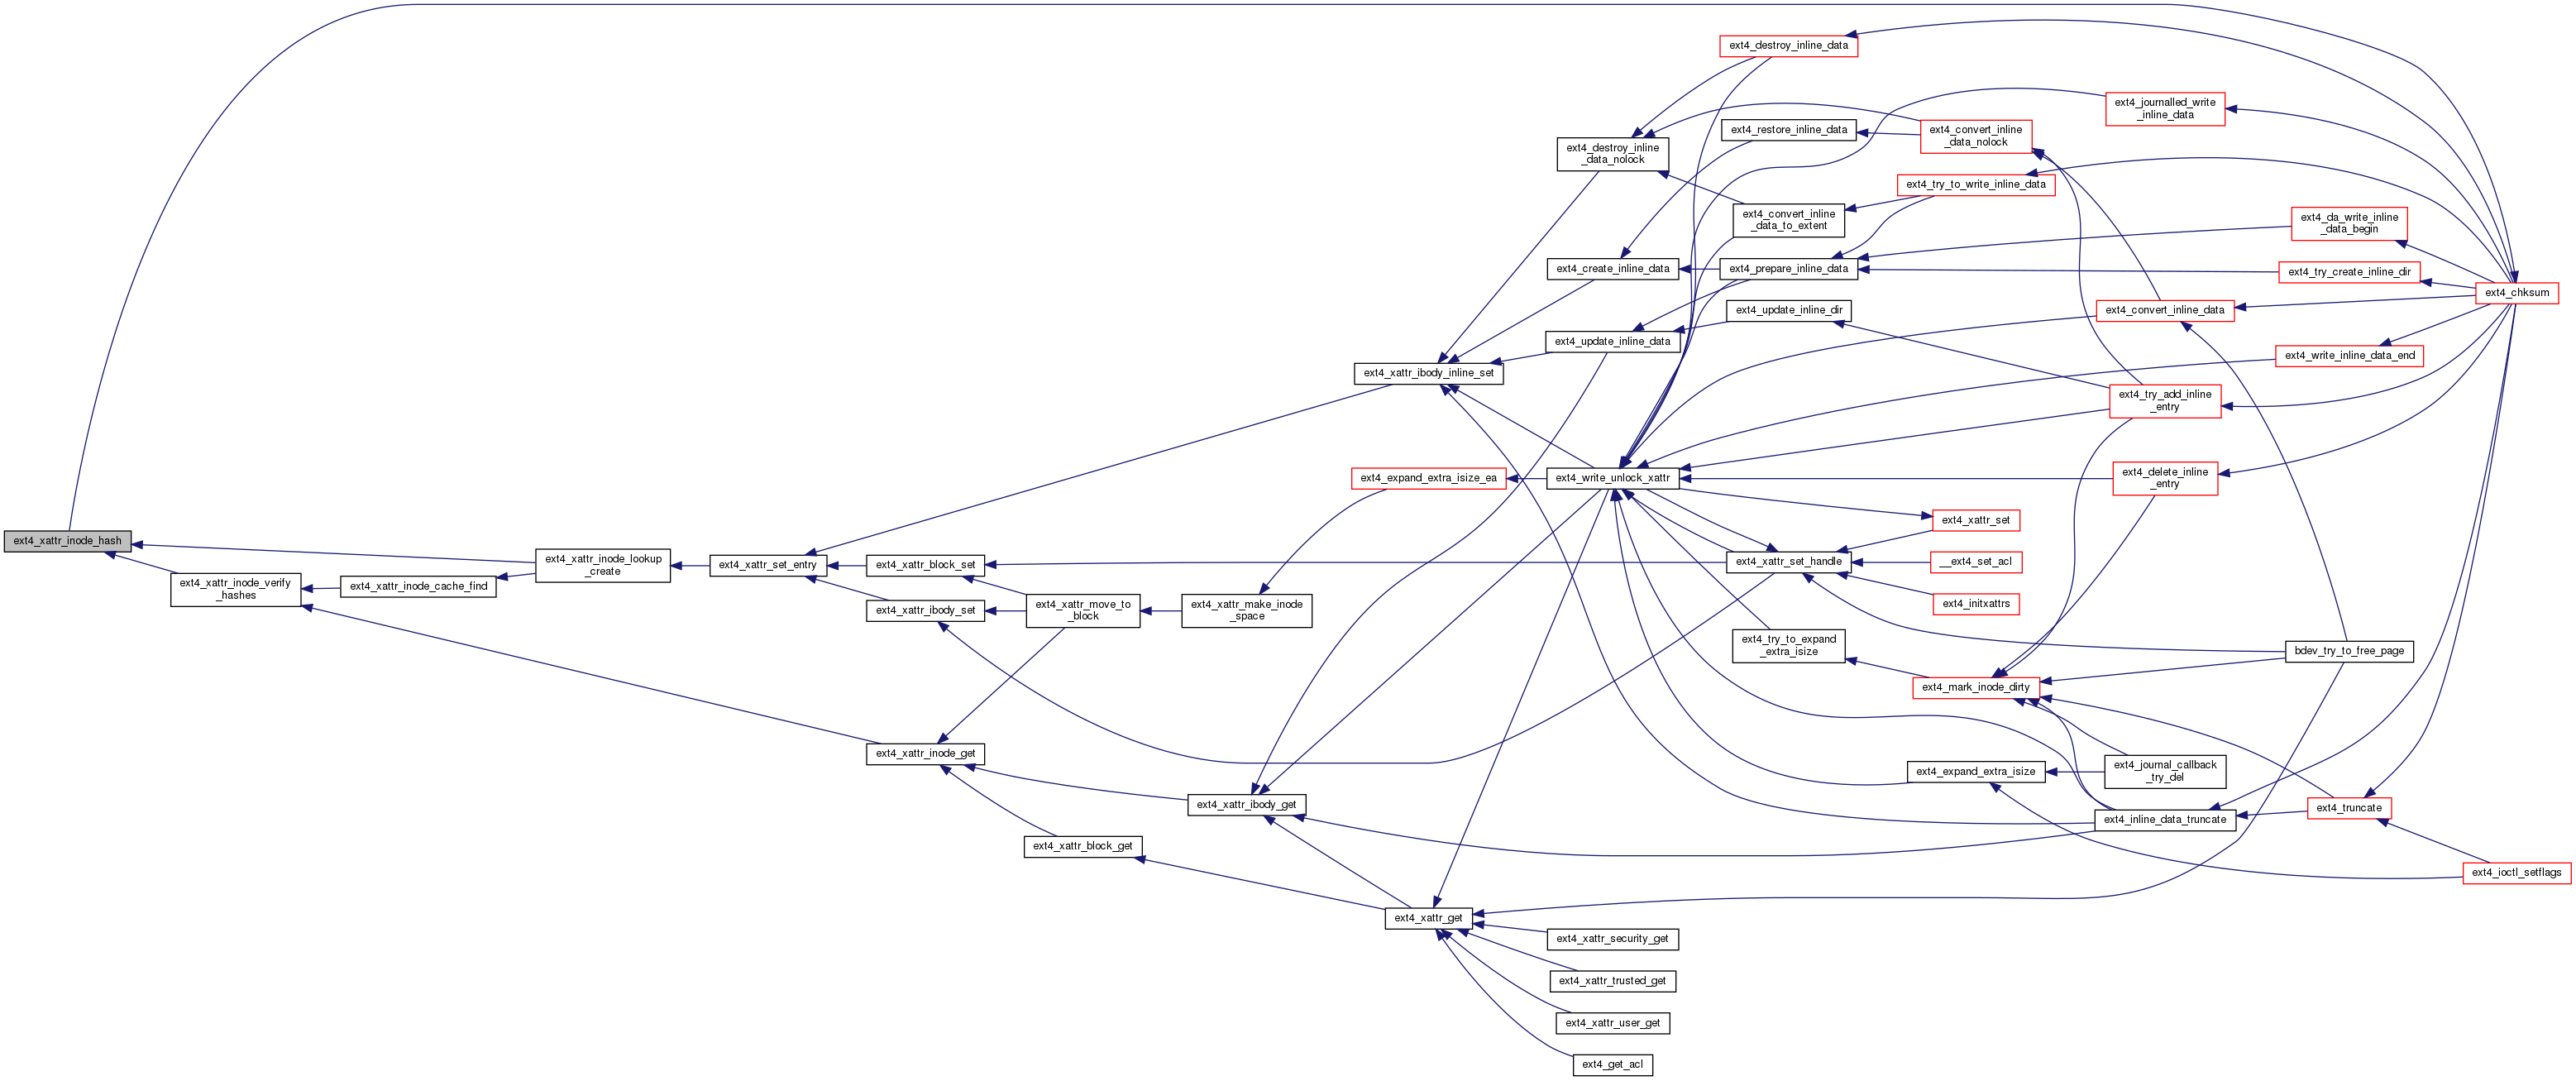 ext4_xattr_inode_hash
ext4_xattr_inode_verify
_hashes
ext4_xattr_inode_cache_find
ext4_xattr_inode_lookup
_create
ext4_xattr_set_entry
ext4_xattr_block_set
ext4_xattr_ibody_set
ext4_xattr_inode_get
ext4_xattr_move_to
_block
ext4_xattr_block_get
ext4_xattr_make_inode
_space
ext4_xattr_ibody_get
ext4_xattr_ibody_inline_set
ext4_expand_extra_isize_ea
ext4_xattr_get
ext4_destroy_inline
_data_nolock
ext4_create_inline_data
ext4_update_inline_data
ext4_write_unlock_xattr
ext4_xattr_security_get
ext4_xattr_trusted_get
ext4_xattr_user_get
ext4_get_acl
ext4_destroy_inline_data
ext4_restore_inline_data
ext4_convert_inline
_data_to_extent
ext4_prepare_inline_data
ext4_update_inline_dir
ext4_xattr_set_handle
ext4_try_to_expand
_extra_isize
ext4_convert_inline
_data_nolock
ext4_try_to_write_inline_data
ext4_xattr_set
__ext4_set_acl
ext4_initxattrs
ext4_mark_inode_dirty
ext4_expand_extra_isize
ext4_journalled_write
_inline_data
ext4_convert_inline_data
ext4_try_add_inline
_entry
ext4_delete_inline
_entry
ext4_journal_callback
_try_del
ext4_inline_data_truncate
ext4_da_write_inline
_data_begin
ext4_try_create_inline_dir
ext4_write_inline_data_end
bdev_try_to_free_page
ext4_truncate
ext4_chksum
ext4_ioctl_setflags